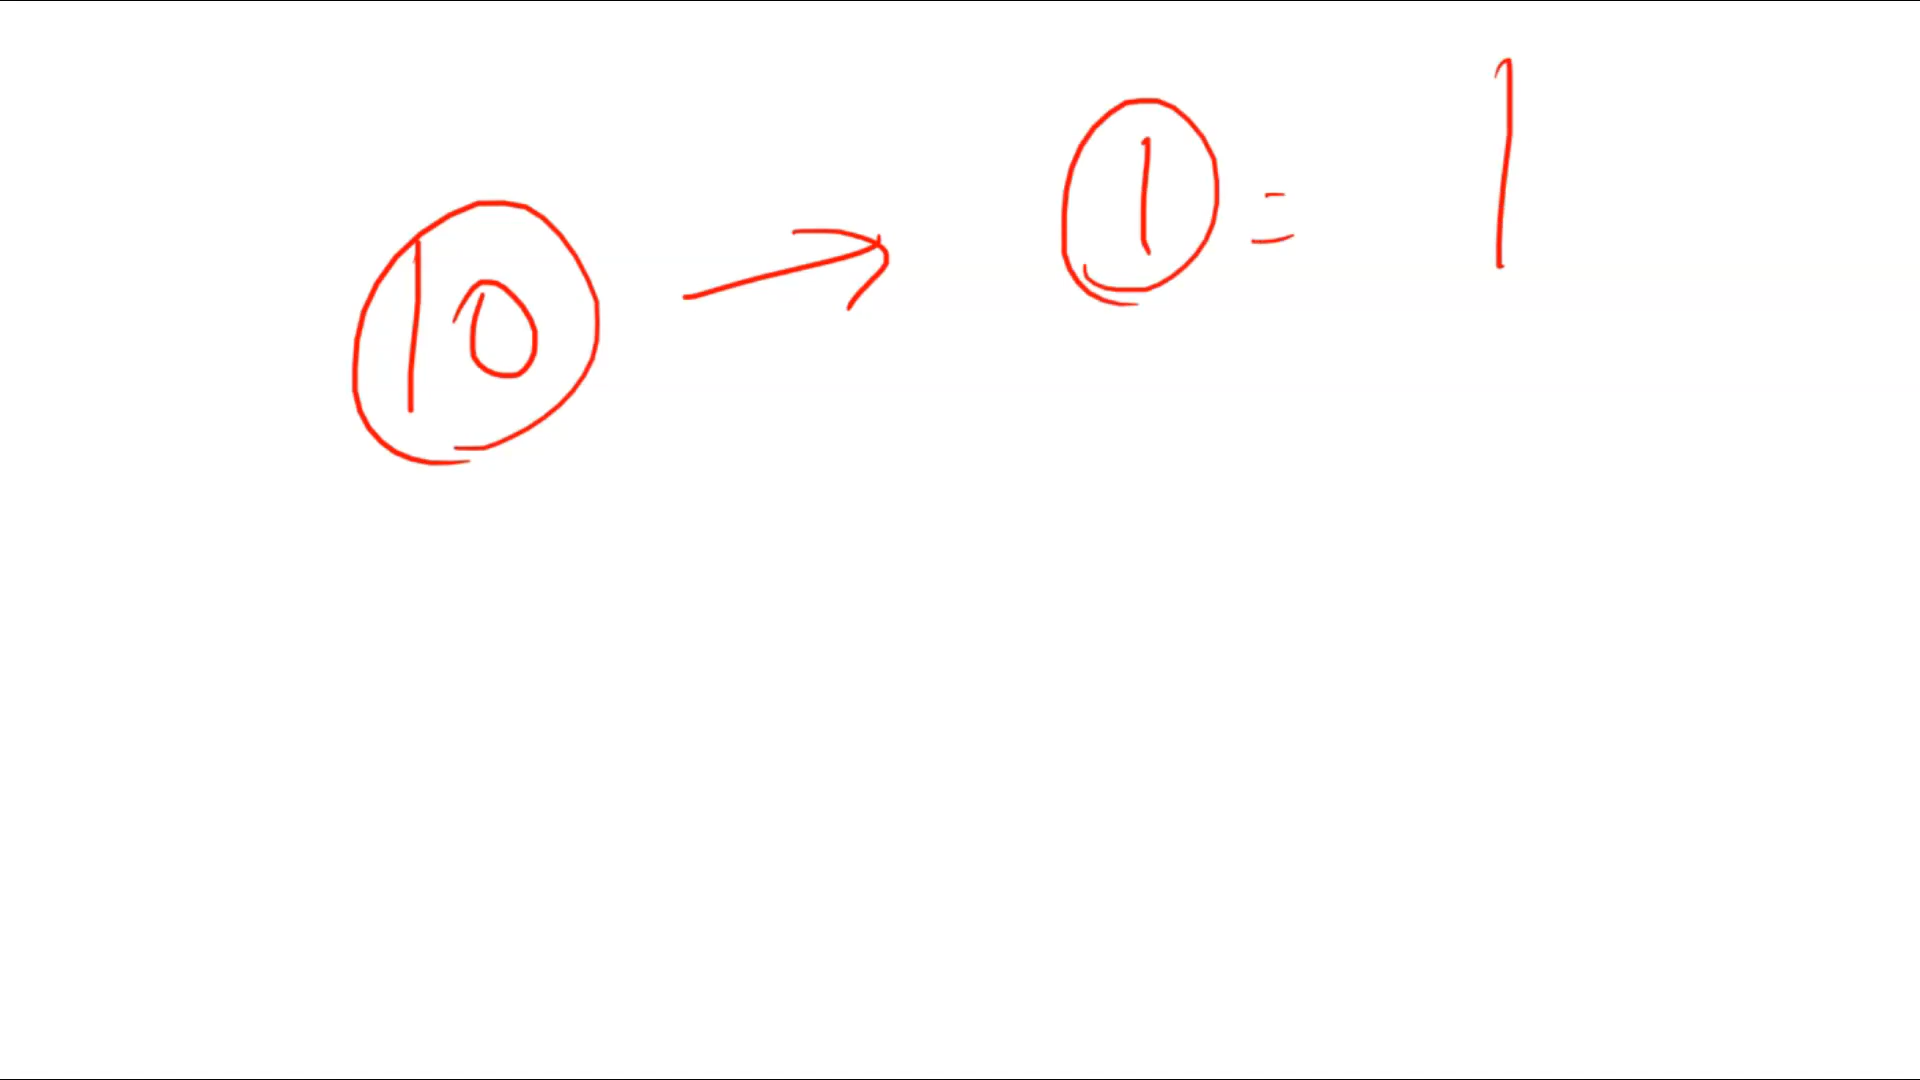 10 → 1 = 1